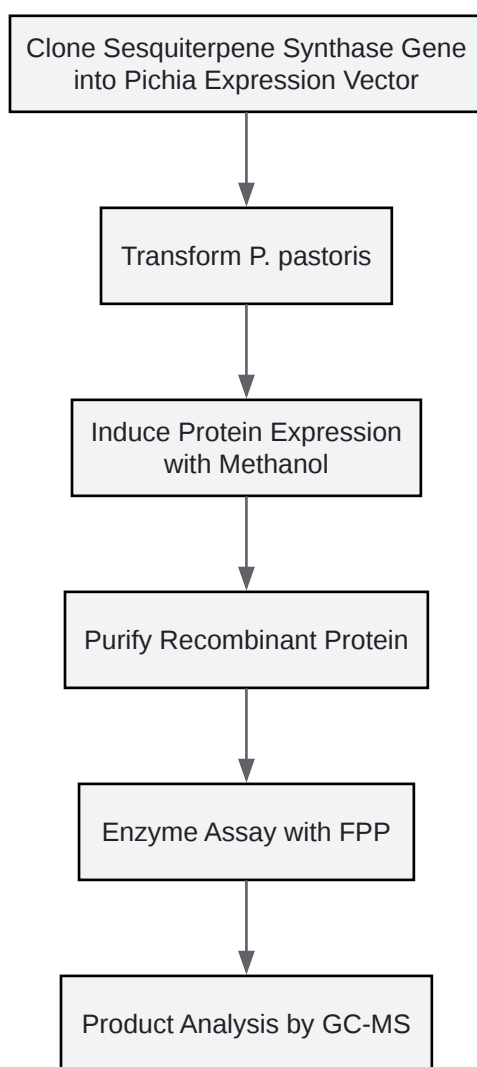 Clone Sesquiterpene Synthase Gene
into Pichia Expression Vector
Transform P. pastoris
Induce Protein Expression
with Methanol
Purify Recombinant Protein
Enzyme Assay with FPP
Product Analysis by GC-MS